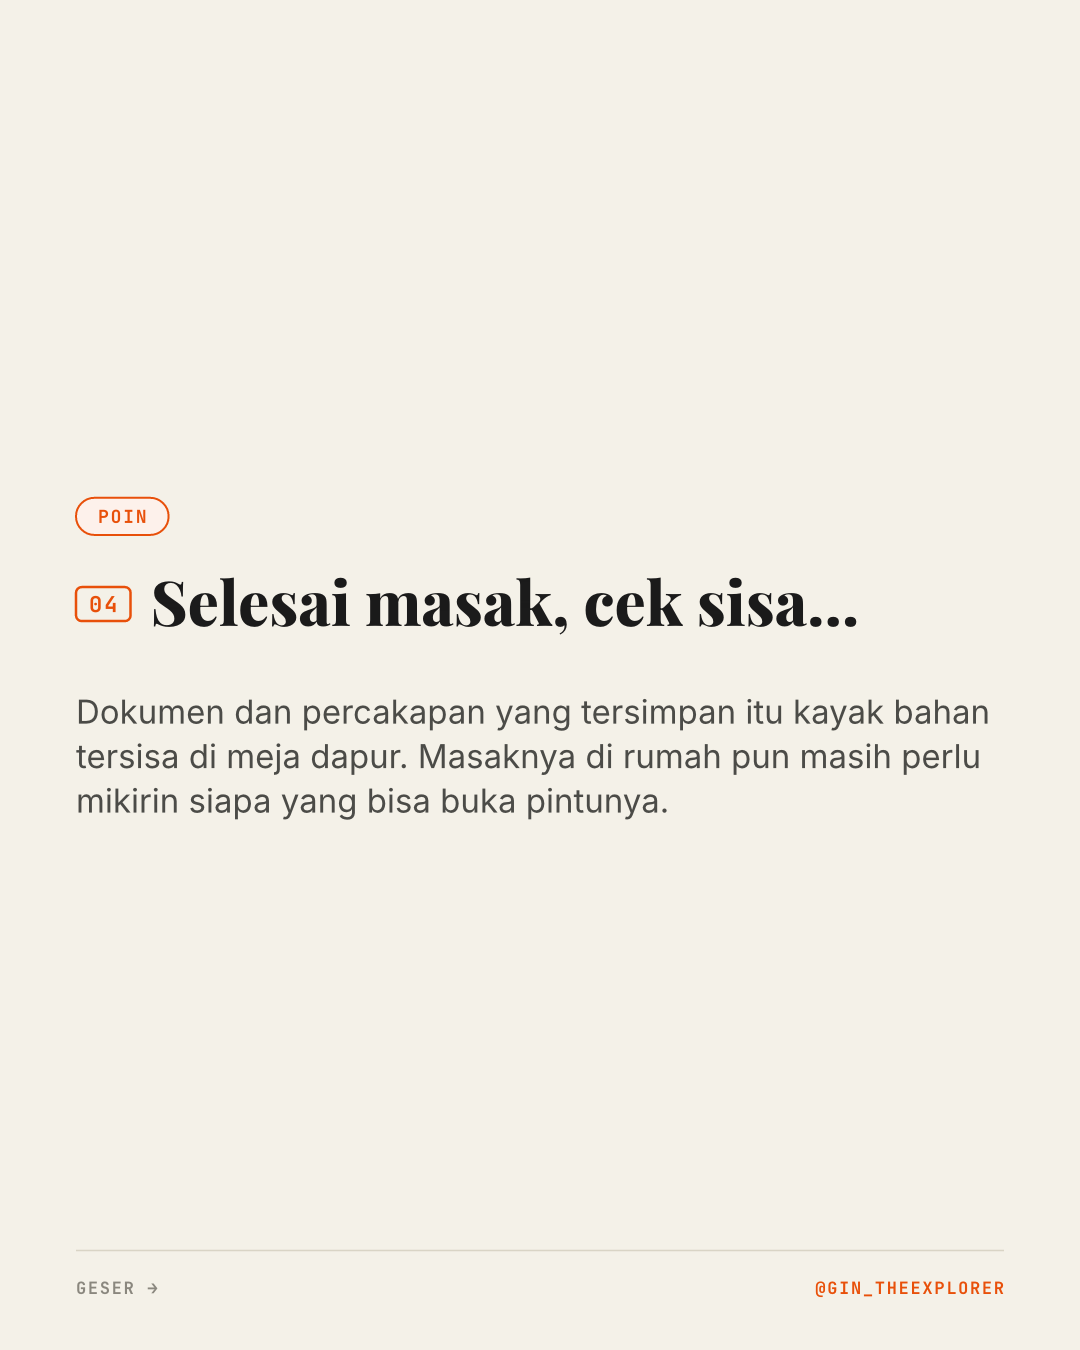 POIN
04 Selesai masak, cek sisa...
Dokumen dan percakapan yang tersimpan itu kayak bahan
tersisa di meja dapur. Masaknya di rumah pun masih perlu
mikirin siapa yang bisa buka pintunya.
GESER →
@GIN_THEEXPLORER